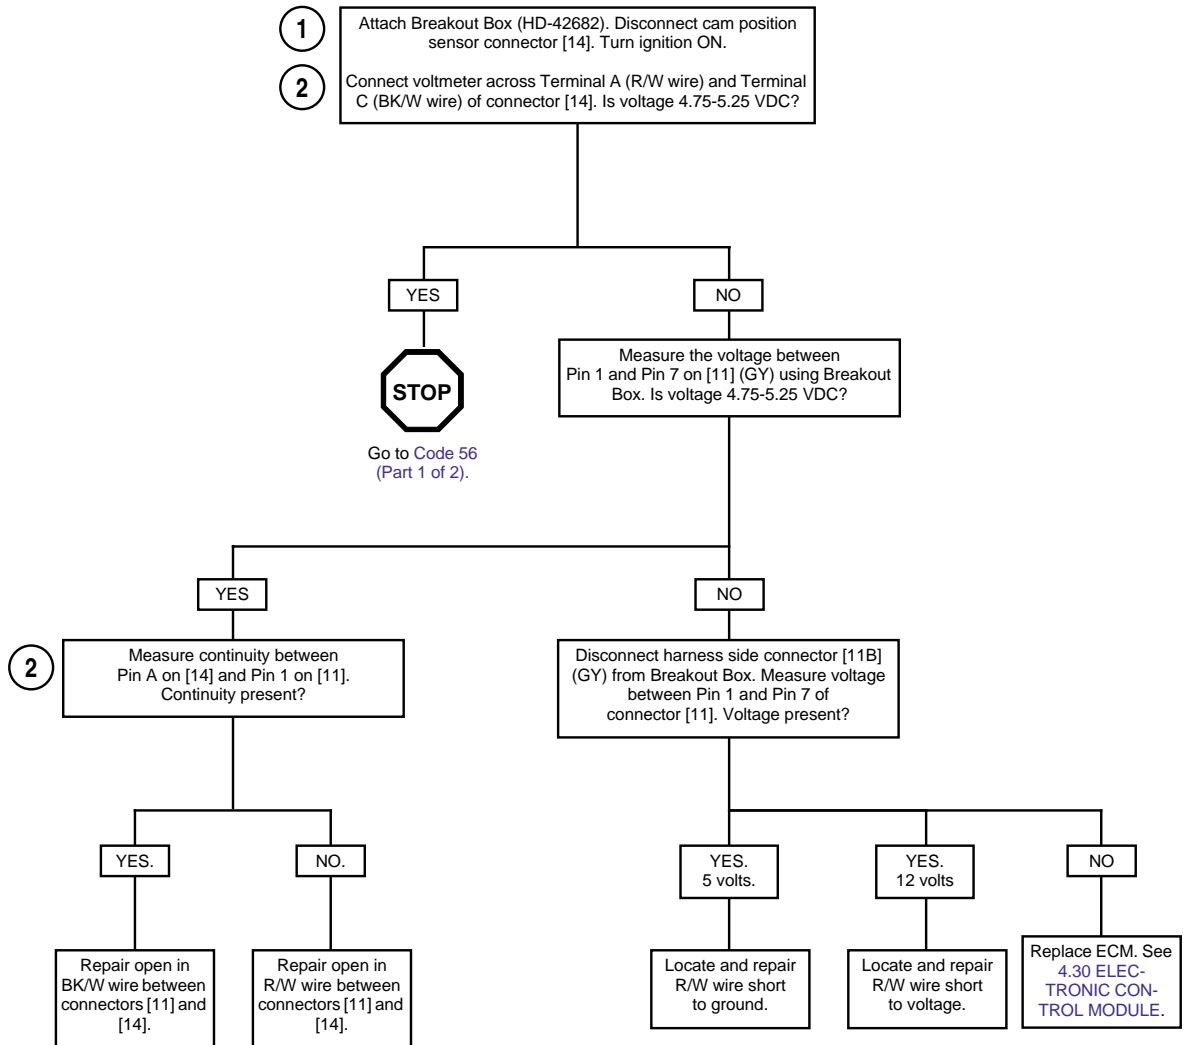 1
Attach Breakout Box (HD-42682). Disconnect cam position
sensor connector [14]. Turn ignition ON.
2
Connect voltmeter across Terminal A (R/W wire) and Terminal
C (BK/W wire) of connector [14]. Is voltage 4.75-5.25 VDC?
YES
NO
STOP
Go to Code 56
(Part 1 of 2).
Measure the voltage between
Pin 1 and Pin 7 on [11] (GY) using Breakout
Box. Is voltage 4.75-5.25 VDC?
YES
NO
2
Measure continuity between
Pin A on [14] and Pin 1 on [11].
Continuity present?
Disconnect harness side connector [11B]
(GY) from Breakout Box. Measure voltage
between Pin 1 and Pin 7 of
connector [11]. Voltage present?
YES.
NO.
YES.
5 volts.
YES.
12 volts
NO
Repair open in
BK/W wire between
connectors [11] and
[14].
Repair open in
R/W wire between
connectors [11] and
[14].
Locate and repair
R/W wire short
to ground.
Locate and repair
R/W wire short
to voltage.
Replace ECM. See
4.30 ELEC-
TRONIC CON-
TROL MODULE.